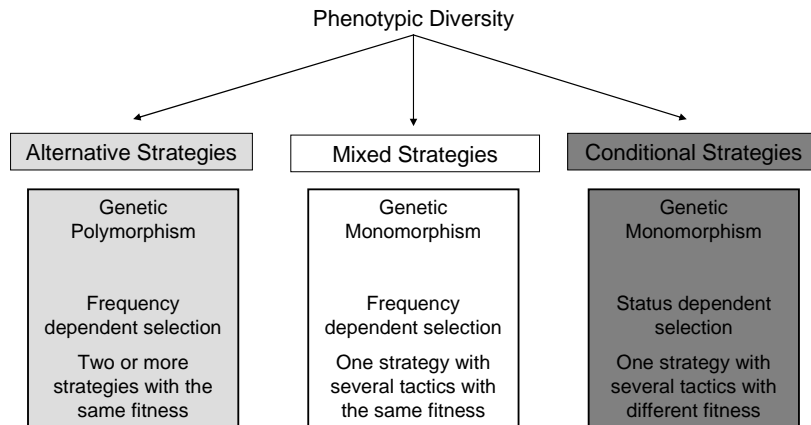 Phenotypic Diversity
Alternative Strategies
Mixed Strategies
Conditional Strategies
Genetic
Polymorphism
Frequency
dependent selection
Two or more
strategies with the
same fitness
Genetic
Monomorphism
Frequency
dependent selection
One strategy with
several tactics with
the same fitness
Genetic
Monomorphism
Status dependent
selection
One strategy with
several tactics with
different fitness